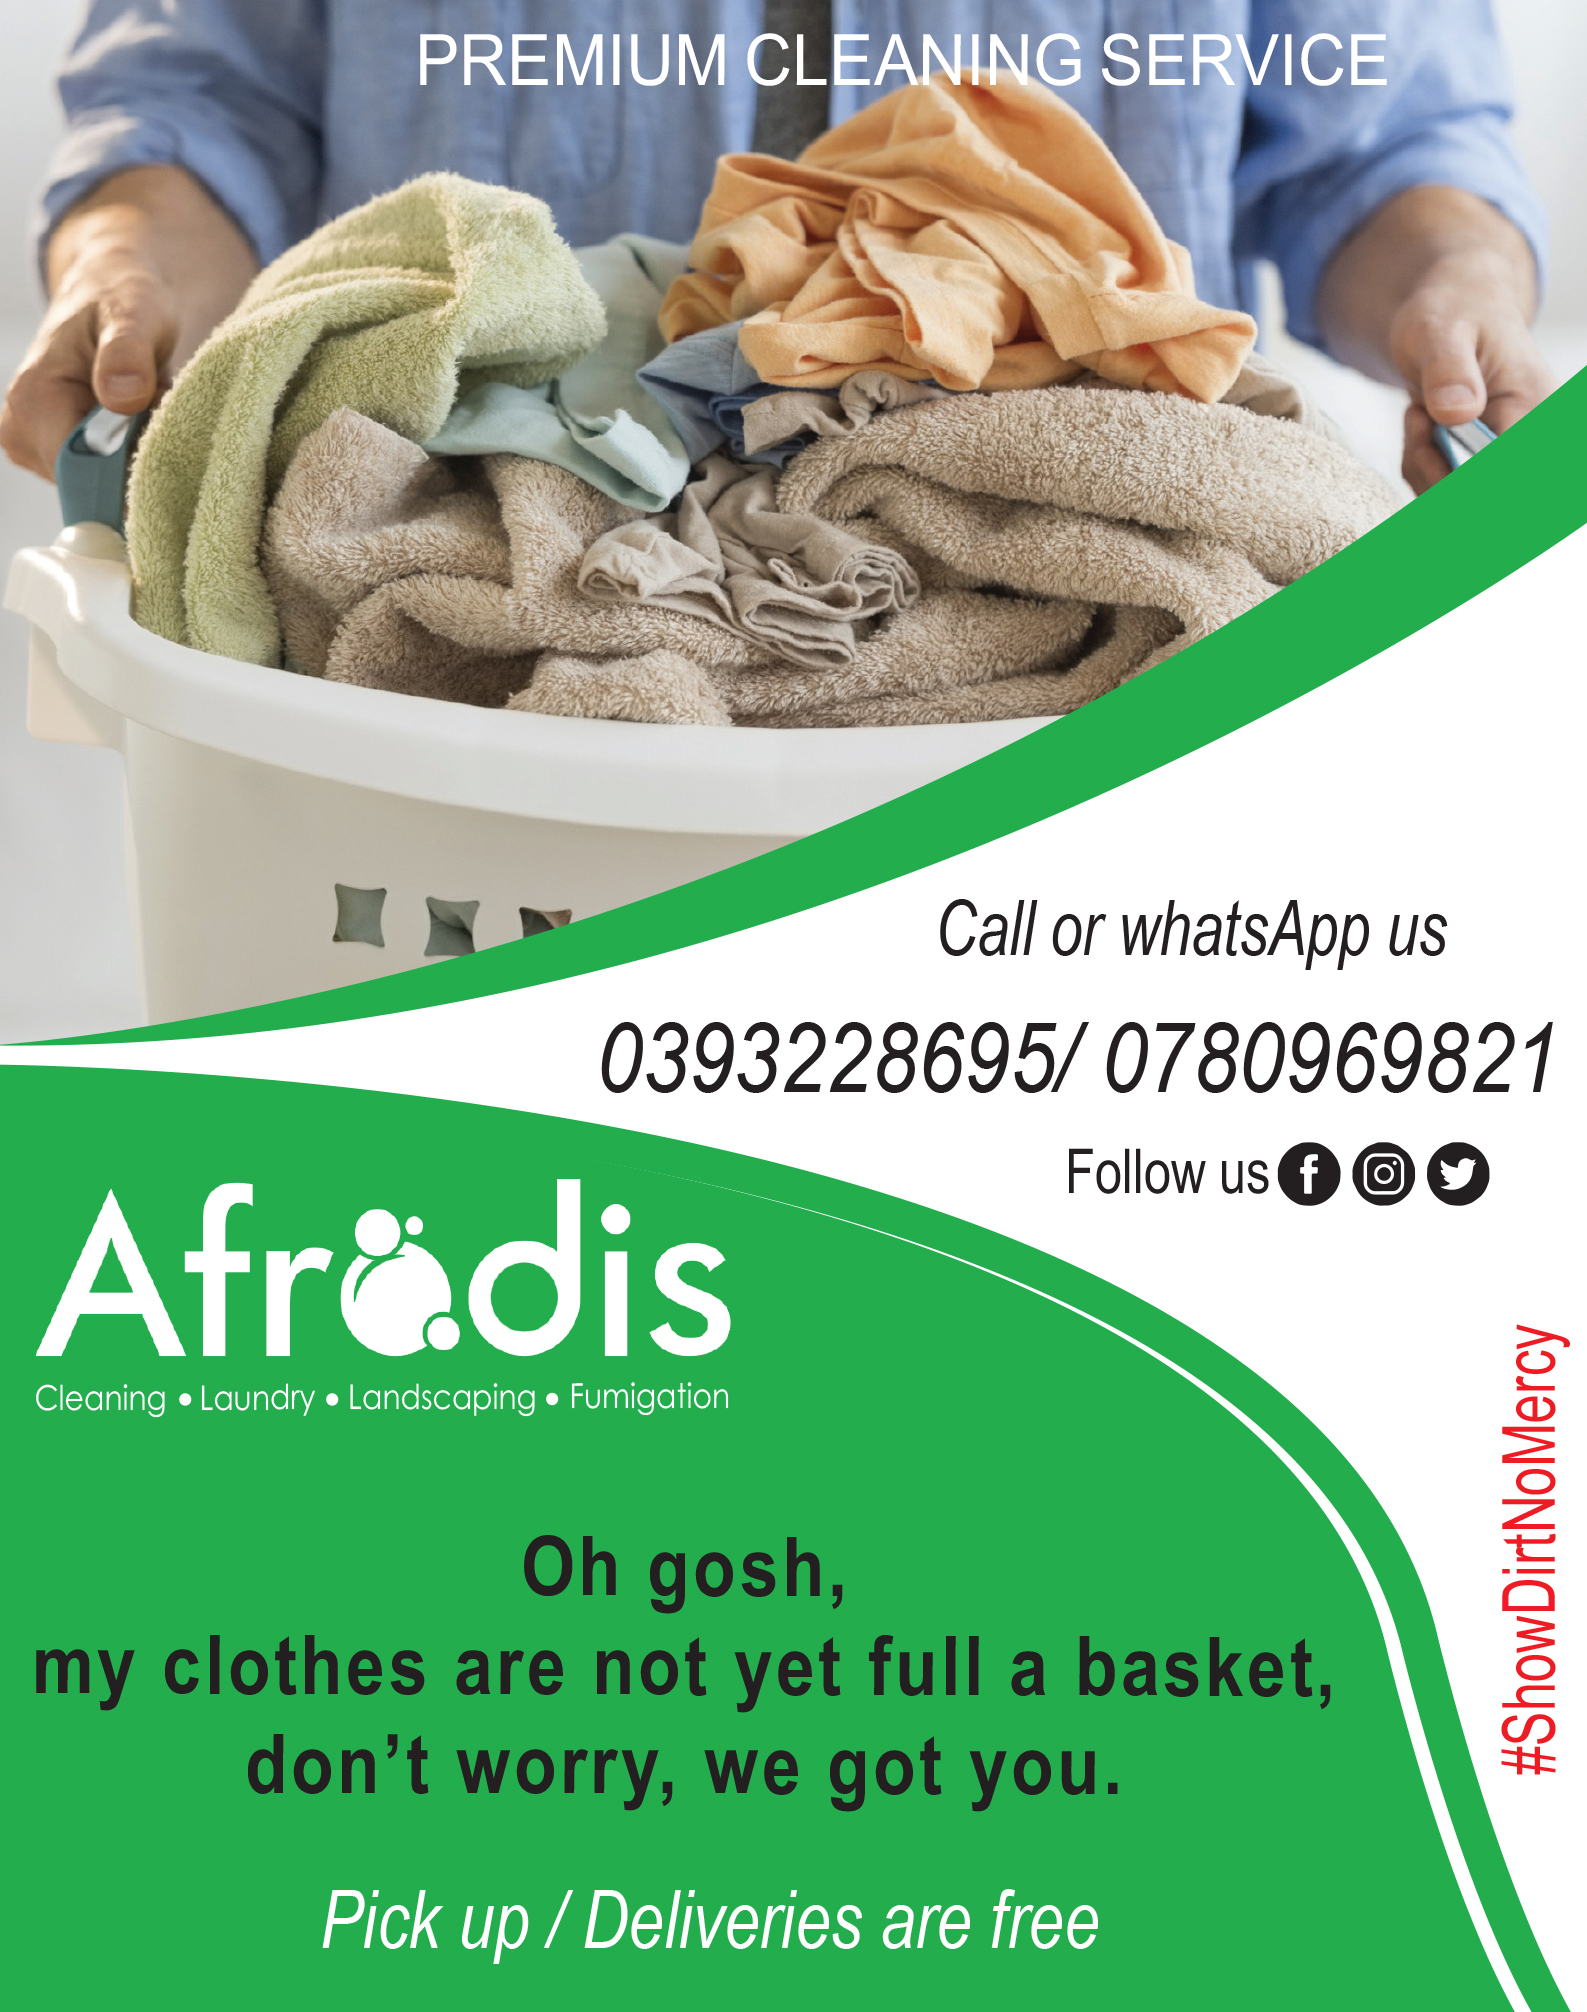 PREMIUM CLEANING SERVICE
Call or whatsApp us
0393228695/ 0780969821
Follow us
Afrodis
Cleaning • Laundry • Landscaping • Fumigation
#ShowDirtNoMercy
Oh gosh,
my clothes are not yet full a basket,
don’t worry, we got you.
Pick up / Deliveries are free